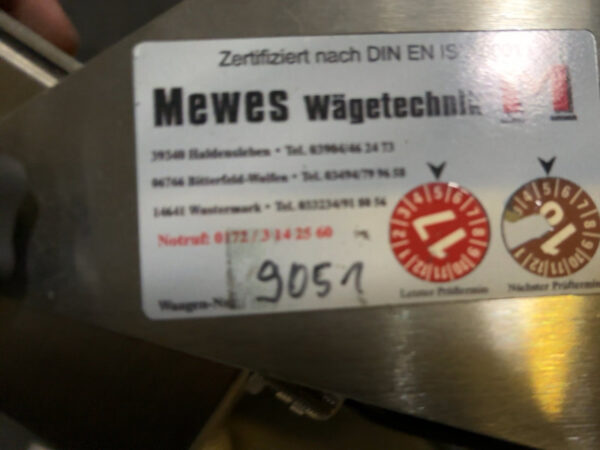 Zertifiziert nach DIN EN IS
Mewes Wägetechnik
39340 Haldensleben • Tel. 03904/46 24 73
06766 Bitterfeld-Wolfen • Tel. 03494/79 96 58
14641 Wustermark • Tel. 033234/91 80 56
Notruf: 0172 / 3 14 25 60
Waagen-Nr. 9051
17
Letzter Prüftermin
Nächster Prüftermin